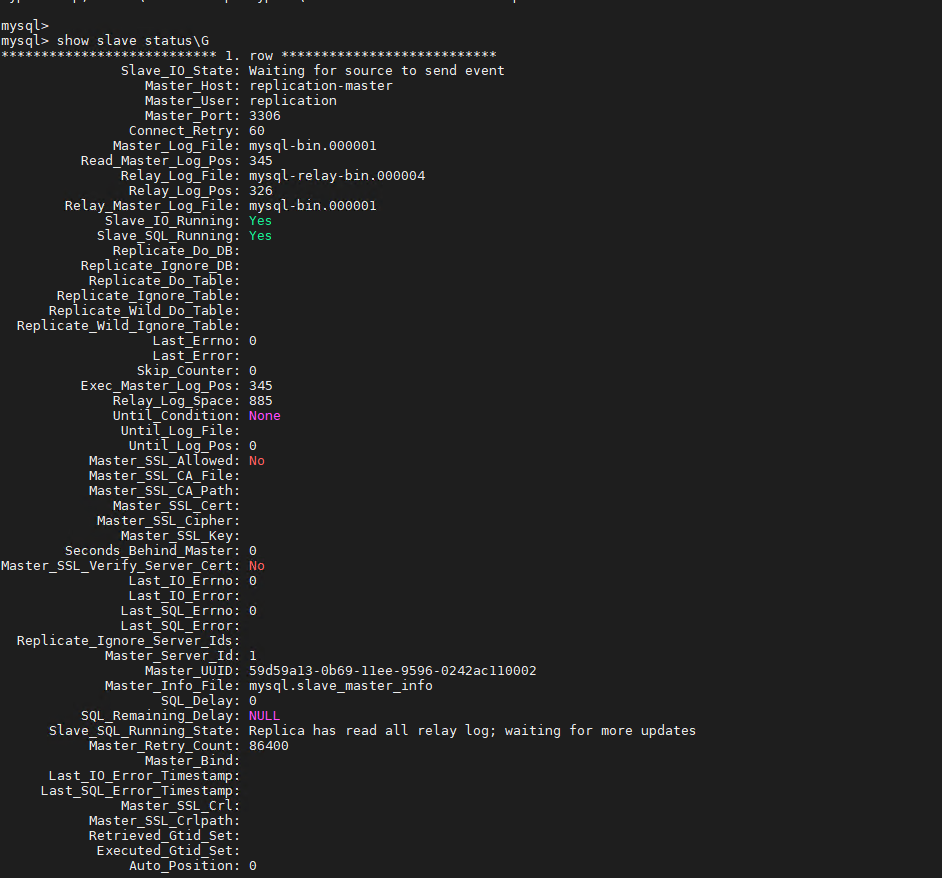 mysql>
mysql> show slave status\G
*************************** 1. row ***************************
Slave_IO_State: Waiting for source to send event
Master_Host: replication-master
Master_User: replication
Master_Port: 3306
Connect_Retry: 60
Master_Log_File: mysql-bin.000001
Read_Master_Log_Pos: 345
Relay_Log_File: mysql-relay-bin.000004
Relay_Log_Pos: 326
Relay_Master_Log_File: mysql-bin.000001
Slave_IO_Running: Yes
Slave_SQL_Running: Yes
Replicate_Do_DB:
Replicate_Ignore_DB:
Replicate_Do_Table:
Replicate_Ignore_Table:
Replicate_Wild_Do_Table:
Replicate_Wild_Ignore_Table:
Last_Errno: 0
Last_Error:
Skip_Counter: 0
Exec_Master_Log_Pos: 345
Relay_Log_Space: 885
Until_Condition: None
Until_Log_File:
Until_Log_Pos: 0
Master_SSL_Allowed: No
Master_SSL_CA_File:
Master_SSL_CA_Path:
Master_SSL_Cert:
Master_SSL_Cipher:
Master_SSL_Key:
Seconds_Behind_Master: 0
Master_SSL_Verify_Server_Cert: No
Last_IO_Errno: 0
Last_IO_Error:
Last_SQL_Errno: 0
Last_SQL_Error:
Replicate_Ignore_Server_Ids:
Master_Server_Id: 1
Master_UUID: 59d59a13-0b69-11ee-9596-0242ac110002
Master_Info_File: mysql.slave_master_info
SQL_Delay: 0
SQL_Remaining_Delay: NULL
Slave_SQL_Running_State: Replica has read all relay log; waiting for more updates
Master_Retry_Count: 86400
Master_Bind:
Last_IO_Error_Timestamp:
Last_SQL_Error_Timestamp:
Master_SSL_Crl:
Master_SSL_Crlpath:
Retrieved_Gtid_Set:
Executed_Gtid_Set:
Auto_Position: 0